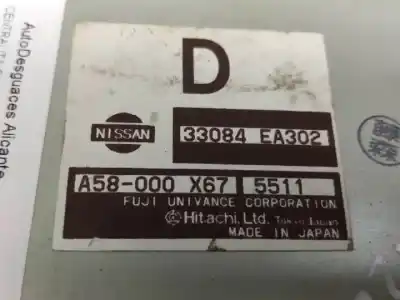 D
NISSAN
33084 EA302
A58-000 X67 5511
FUJI UNIVANCE CORPORATION
Hitachi, Ltd. Tokyo Japan
MADE IN JAPAN
AutoDesguaces Alicante